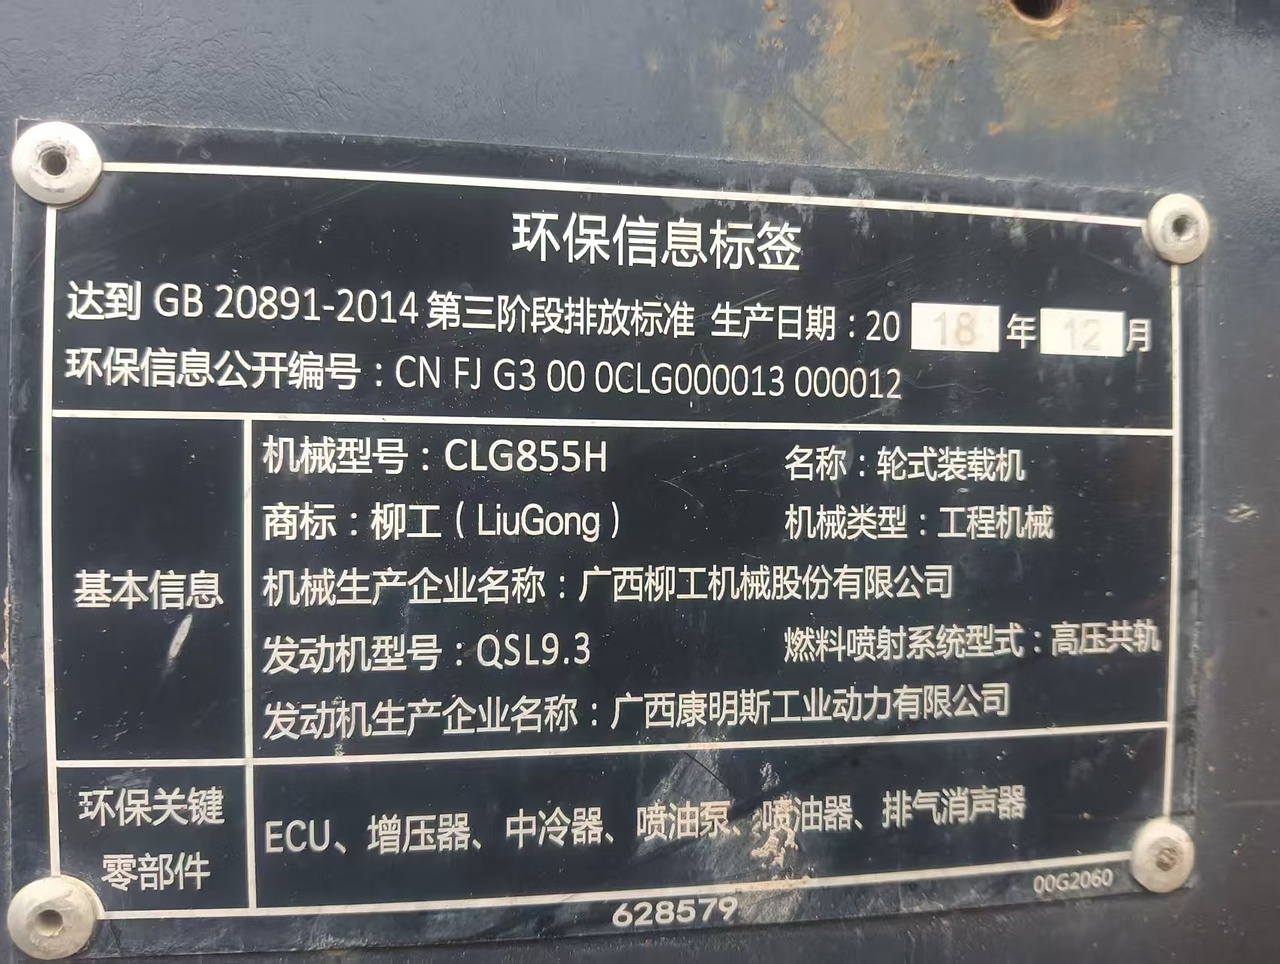 环保信息标签
达到 GB 20891-2014 第三阶段排放标准 生产日期：20 18 年 12 月
环保信息公开编号：CN FJ G3 00 0CLG000013 000012
基本信息
机械型号：CLG855H 名称：轮式装载机
商标：柳工（LiuGong） 机械类型：工程机械
机械生产企业名称：广西柳工机械股份有限公司
发动机型号：QSL9.3 燃料喷射系统型式：高压共轨
发动机生产企业名称：广西康明斯工业动力有限公司
环保关键
零部件
ECU、增压器、中冷器、喷油泵、喷油器、排气消声器
00G2060
628579